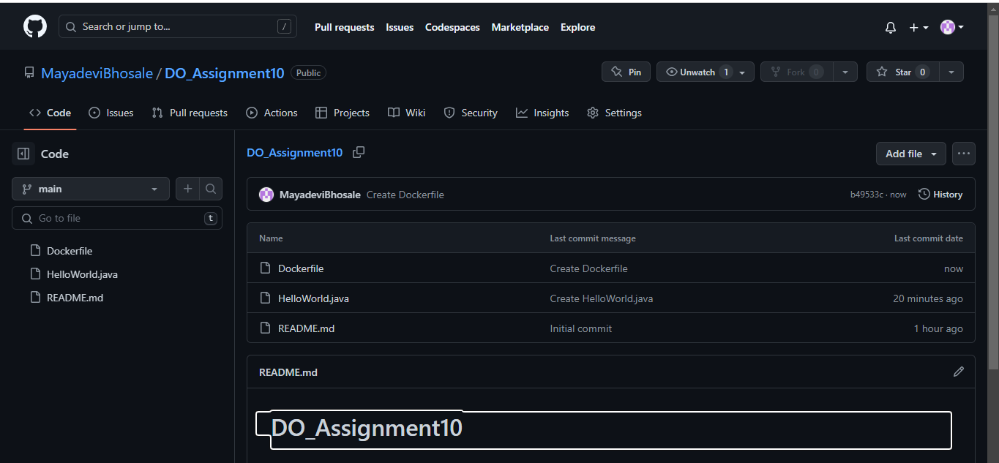 Search or jump to... /
Pull requests Issues Codespaces Marketplace Explore
MayadeviBhosale / DO_Assignment10 Public
Pin Unwatch 1 Fork 0 Star 0
Code Issues Pull requests Actions Projects Wiki Security Insights Settings
Code
main
Go to file t
Dockerfile
HelloWorld.java
README.md
DO_Assignment10
Add file
MayadeviBhosale Create Dockerfile b49533c · now History
Name Last commit message Last commit date
Dockerfile Create Dockerfile now
HelloWorld.java Create HelloWorld.java 20 minutes ago
README.md Initial commit 1 hour ago
README.md
DO_Assignment10